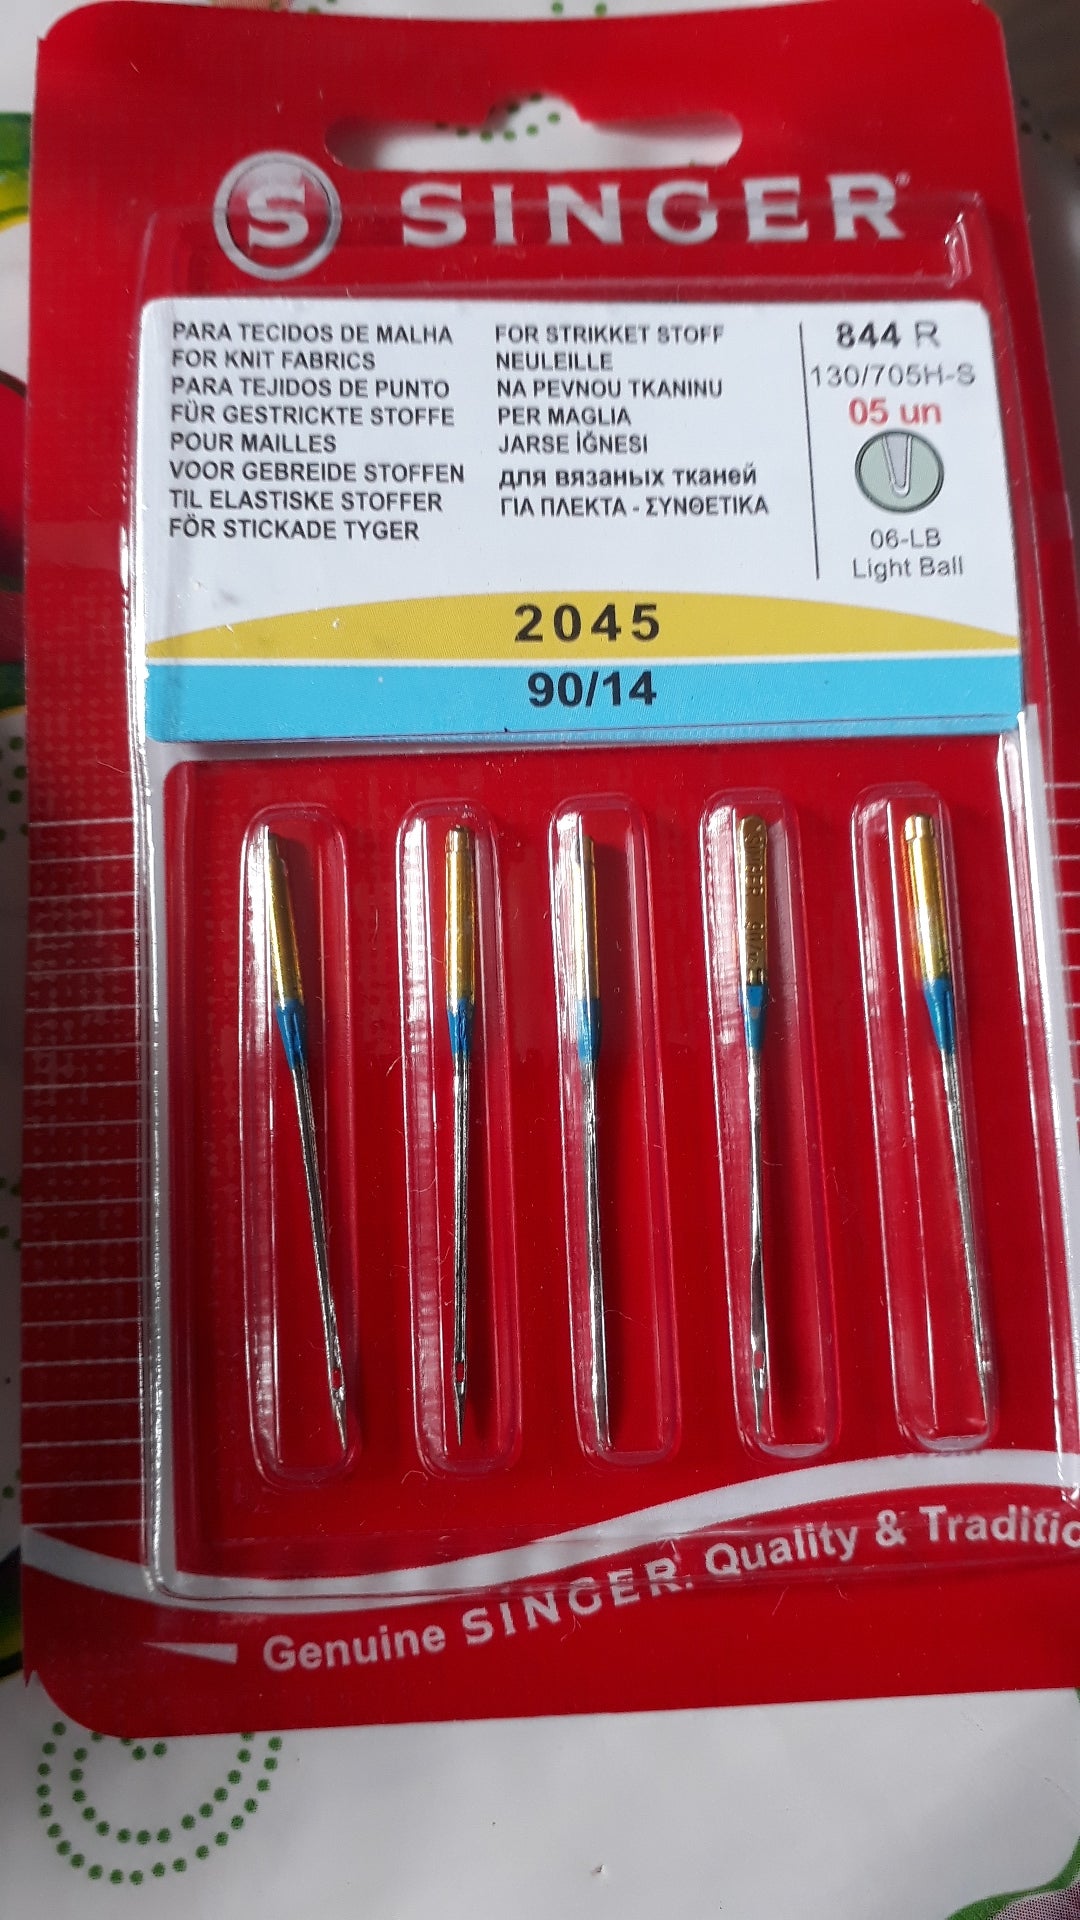 S SINGER®
PARA TECIDOS DE MALHA
FOR KNIT FABRICS
PARA TEJIDOS DE PUNTO
FÜR GESTRICKTE STOFFE
POUR MAILLES
VOOR GEBREIDE STOFFEN
TIL ELASTISKE STOFFER
FÖR STICKADE TYGER
FOR STRIKKET STOFF
NEULEILLE
NA PEVNOU TKANINU
PER MAGLIA
JARSE İĞNESI
для вязаных тканей
ΓΙΑ ΠΛΕΚΤΑ - ΣΥΝΘΕΤΙΚΑ
844 R
130/705H-S
05 un
06-LB
Light Ball
2045
90/14
Genuine SINGER. Quality & Traditio